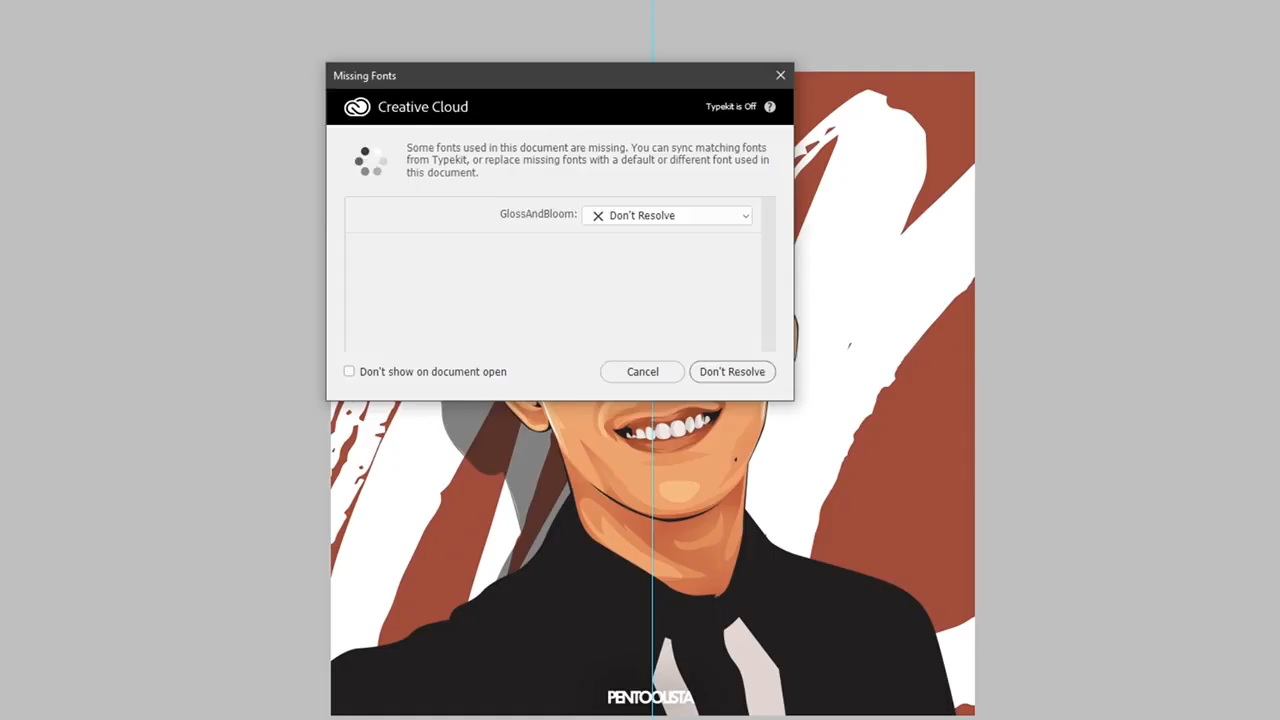 Missing Fonts
Creative Cloud
Typekit is Off
Some fonts used in this document are missing. You can sync matching fonts
from Typekit, or replace missing fonts with a default or different font used in
this document.
GlossAndBloom:
Don't Resolve
Don't show on document open
Cancel
Don't Resolve
PENTOOLISTA